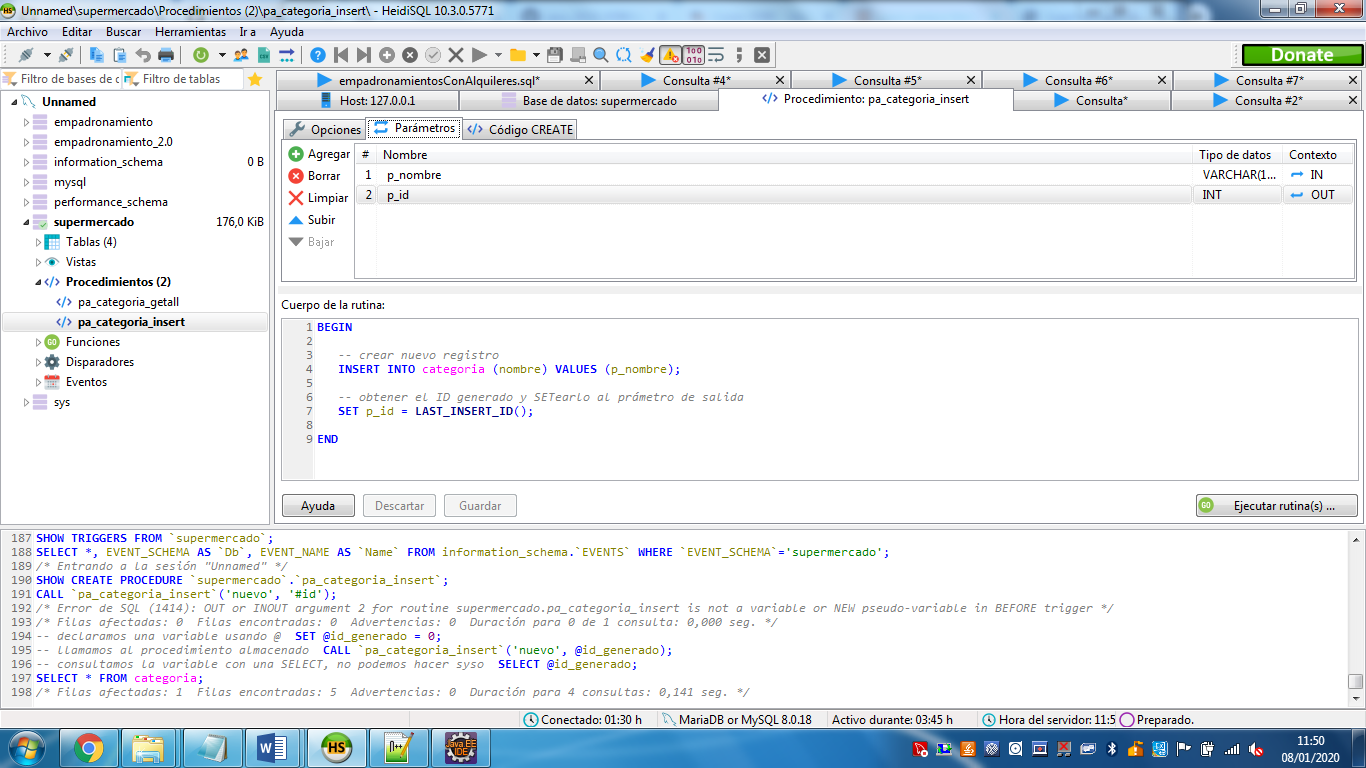 Unnamed\supermercado\Procedimientos (2)\pa_categoria_insert\ - HeidiSQL 10.3.0.5771
Archivo Editar Buscar Herramientas Ir a Ayuda
Donate
Filtro de bases de d Filtro de tablas
empadronamientosConAlquileres.sql* Consulta #4* Consulta #5* Consulta #6* Consulta #7*
Host: 127.0.0.1 Base de datos: supermercado Procedimiento: pa_categoria_insert Consulta* Consulta #2*
Unnamed
empadronamiento
empadronamiento_2.0
information_schema 0 B
mysql
performance_schema
supermercado 176,0 KiB
Tablas (4)
Vistas
Procedimientos (2)
pa_categoria_getall
pa_categoria_insert
Funciones
Disparadores
Eventos
sys
Opciones Parámetros Código CREATE
Agregar
Borrar
Limpiar
Subir
Bajar
# Nombre Tipo de datos Contexto
1 p_nombre VARCHAR(1... IN
2 p_id INT OUT
Cuerpo de la rutina:
1 BEGIN
2
3 -- crear nuevo registro
4 INSERT INTO categoria (nombre) VALUES (p_nombre);
5
6 -- obtener el ID generado y SETearlo al prámetro de salida
7 SET p_id = LAST_INSERT_ID();
8
9 END
Ayuda Descartar Guardar Ejecutar rutina(s) ...
187 SHOW TRIGGERS FROM `supermercado`;
188 SELECT *, EVENT_SCHEMA AS `Db`, EVENT_NAME AS `Name` FROM information_schema.`EVENTS` WHERE `EVENT_SCHEMA`='supermercado';
189 /* Entrando a la sesión "Unnamed" */
190 SHOW CREATE PROCEDURE `supermercado`.`pa_categoria_insert`;
191 CALL `pa_categoria_insert`('nuevo', '#id');
192 /* Error de SQL (1414): OUT or INOUT argument 2 for routine supermercado.pa_categoria_insert is not a variable or NEW pseudo-variable in BEFORE trigger */
193 /* Filas afectadas: 0 Filas encontradas: 0 Advertencias: 0 Duración para 0 de 1 consulta: 0,000 seg. */
194 -- declaramos una variable usando @ SET @id_generado = 0;
195 -- llamamos al procedimiento almacenado CALL `pa_categoria_insert`('nuevo', @id_generado);
196 -- consultamos la variable con una SELECT, no podemos hacer syso SELECT @id_generado;
197 SELECT * FROM categoria;
198 /* Filas afectadas: 1 Filas encontradas: 5 Advertencias: 0 Duración para 4 consultas: 0,141 seg. */
Conectado: 01:30 h MariaDB or MySQL 8.0.18 Activo durante: 03:45 h Hora del servidor: 11:5 Preparado.
11:50
08/01/2020